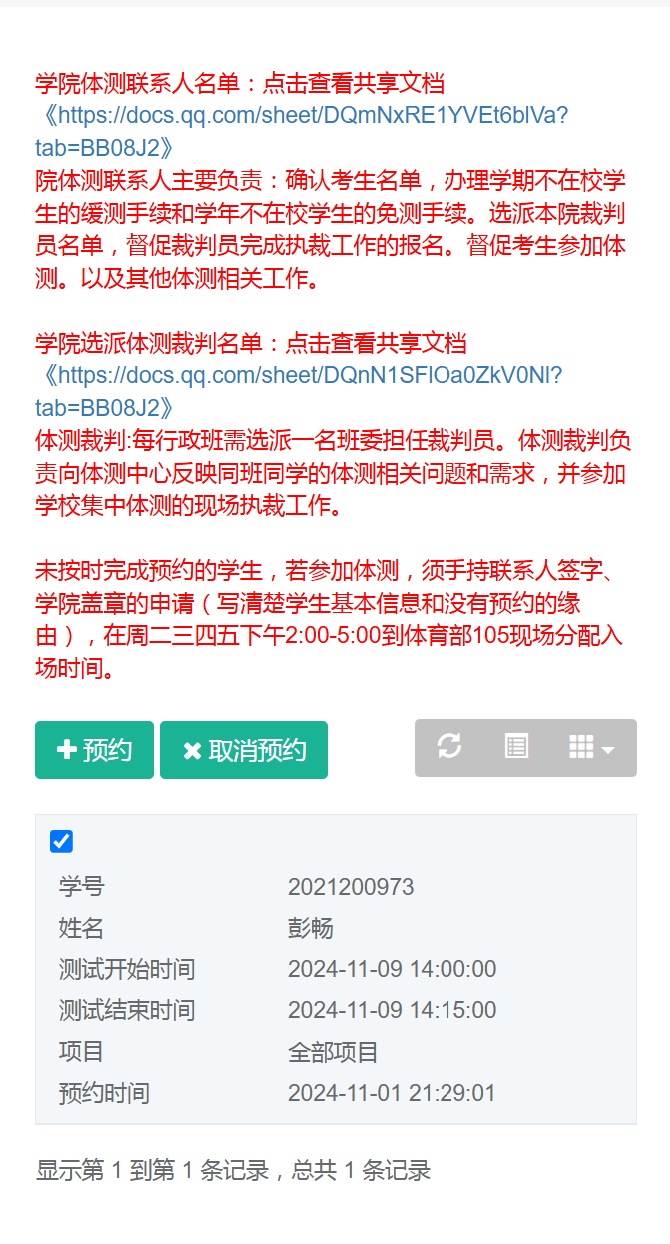 学院体测联系人名单：点击查看共享文档
《https://docs.qq.com/sheet/DQmNxRE1YVEt6blVa?
tab=BB08J2》
院体测联系人主要负责：确认考生名单，办理学期不在校学
生的缓测手续和学年不在校学生的免测手续。选派本院裁判
员名单，督促裁判员完成执裁工作的报名。督促考生参加体
测。以及其他体测相关工作。
学院选派体测裁判名单：点击查看共享文档
《https://docs.qq.com/sheet/DQnN1SFlOa0ZkV0Nl?
tab=BB08J2》
体测裁判:每行政班需选派一名班委担任裁判员。体测裁判负
责向体测中心反映同班同学的体测相关问题和需求，并参加
学校集中体测的现场执裁工作。
未按时完成预约的学生，若参加体测，须手持联系人签字、
学院盖章的申请（写清楚学生基本信息和没有预约的缘
由），在周二三四五下午2:00-5:00到体育部105现场分配入
场时间。
预约 取消预约
学号 2021200973
姓名 彭畅
测试开始时间 2024-11-09 14:00:00
测试结束时间 2024-11-09 14:15:00
项目 全部项目
预约时间 2024-11-01 21:29:01
显示第 1 到第 1 条记录，总共 1 条记录